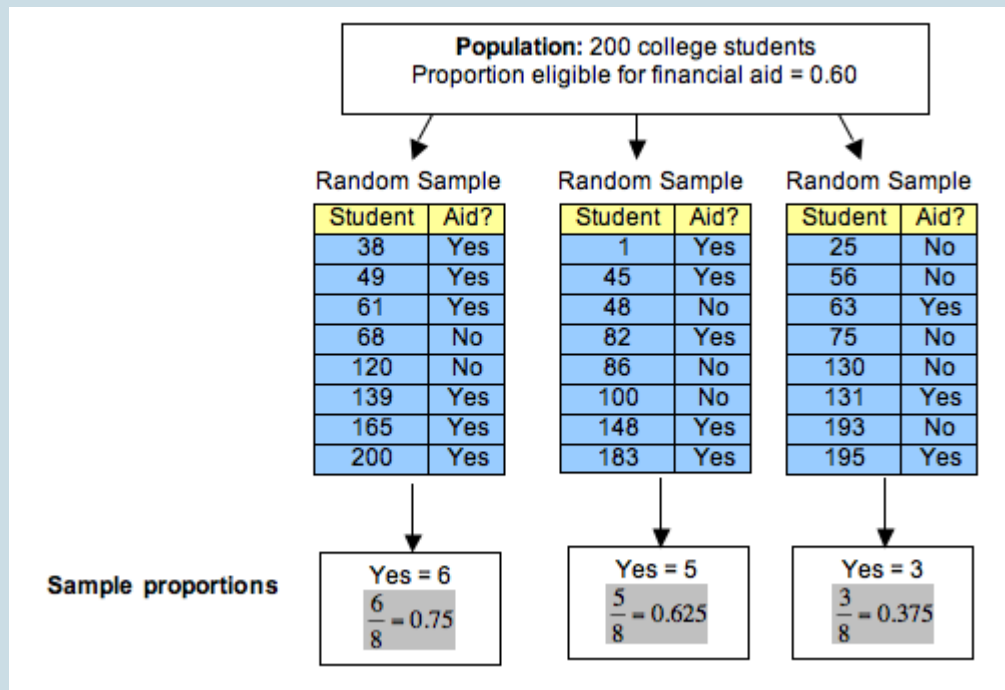 Population: 200 college students
Proportion eligible for financial aid = 0.60
Random Sample
Student Aid?
38 Yes
49 Yes
61 Yes
68 No
120 No
139 Yes
165 Yes
200 Yes
Random Sample
Student Aid?
1 Yes
45 Yes
48 No
82 Yes
86 No
100 No
148 Yes
183 Yes
Random Sample
Student Aid?
25 No
56 No
63 Yes
75 No
130 No
131 Yes
193 No
195 Yes
Sample proportions
Yes = 6
6/8 = 0.75
Yes = 5
5/8 = 0.625
Yes = 3
3/8 = 0.375